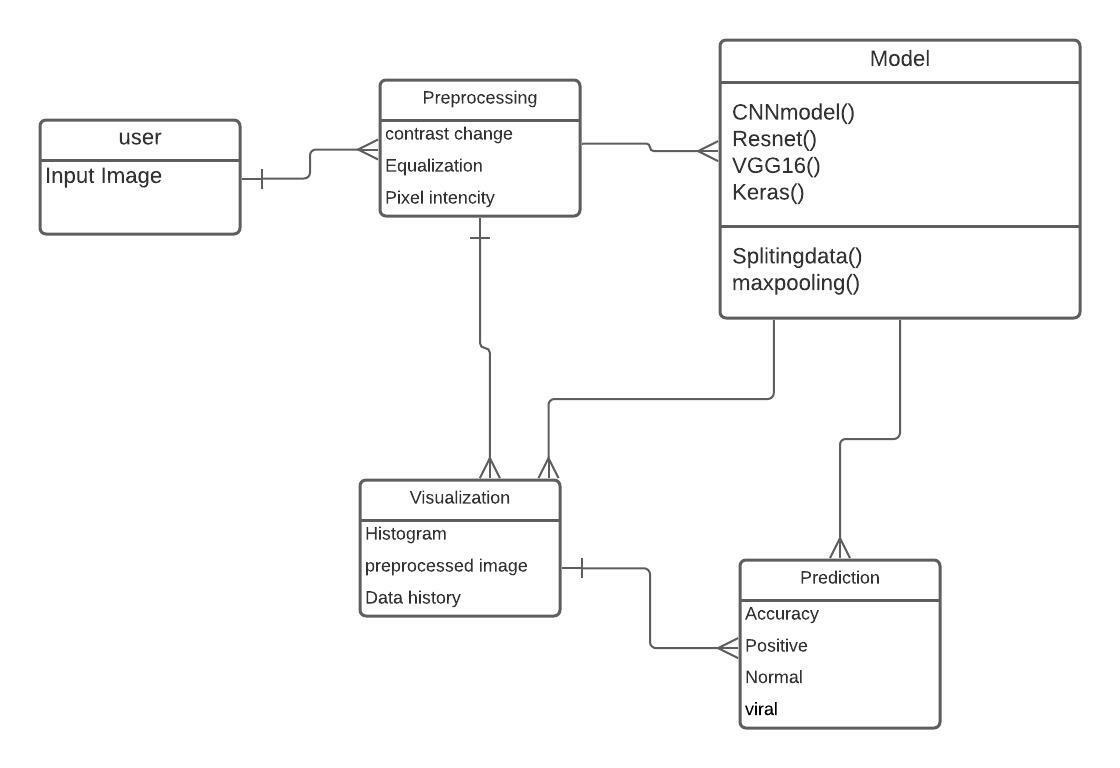 user
Input Image
Preprocessing
contrast change
Equalization
Pixel intencity
Model
CNNmodel()
Resnet()
VGG16()
Keras()
Splitingdata()
maxpooling()
Visualization
Histogram
preprocessed image
Data history
Prediction
Accuracy
Positive
Normal
viral